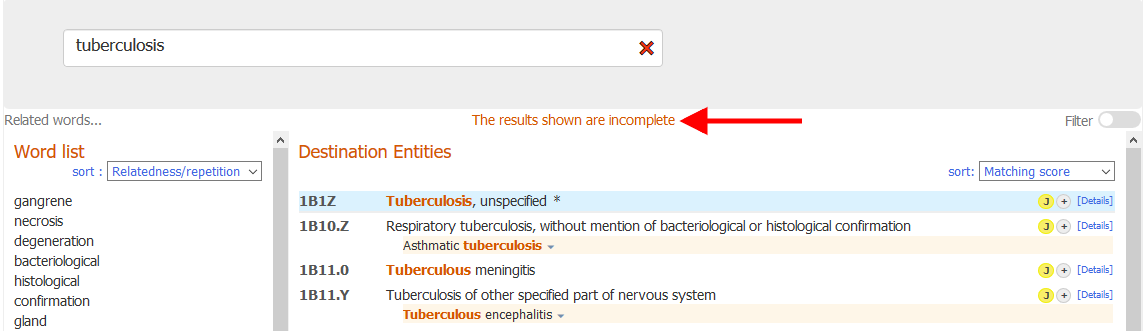 tuberculosis
Related words...
The results shown are incomplete
Filter
Word list
sort : Relatedness/repetition
gangrene
necrosis
degeneration
bacteriological
histological
confirmation
gland
Destination Entities
sort: Matching score
1B1Z Tuberculosis, unspecified * J + [Details]
1B10.Z Respiratory tuberculosis, without mention of bacteriological or histological confirmation J + [Details]
Asthmatic tuberculosis
1B11.0 Tuberculous meningitis J + [Details]
1B11.Y Tuberculosis of other specified part of nervous system J + [Details]
Tuberculous encephalitis